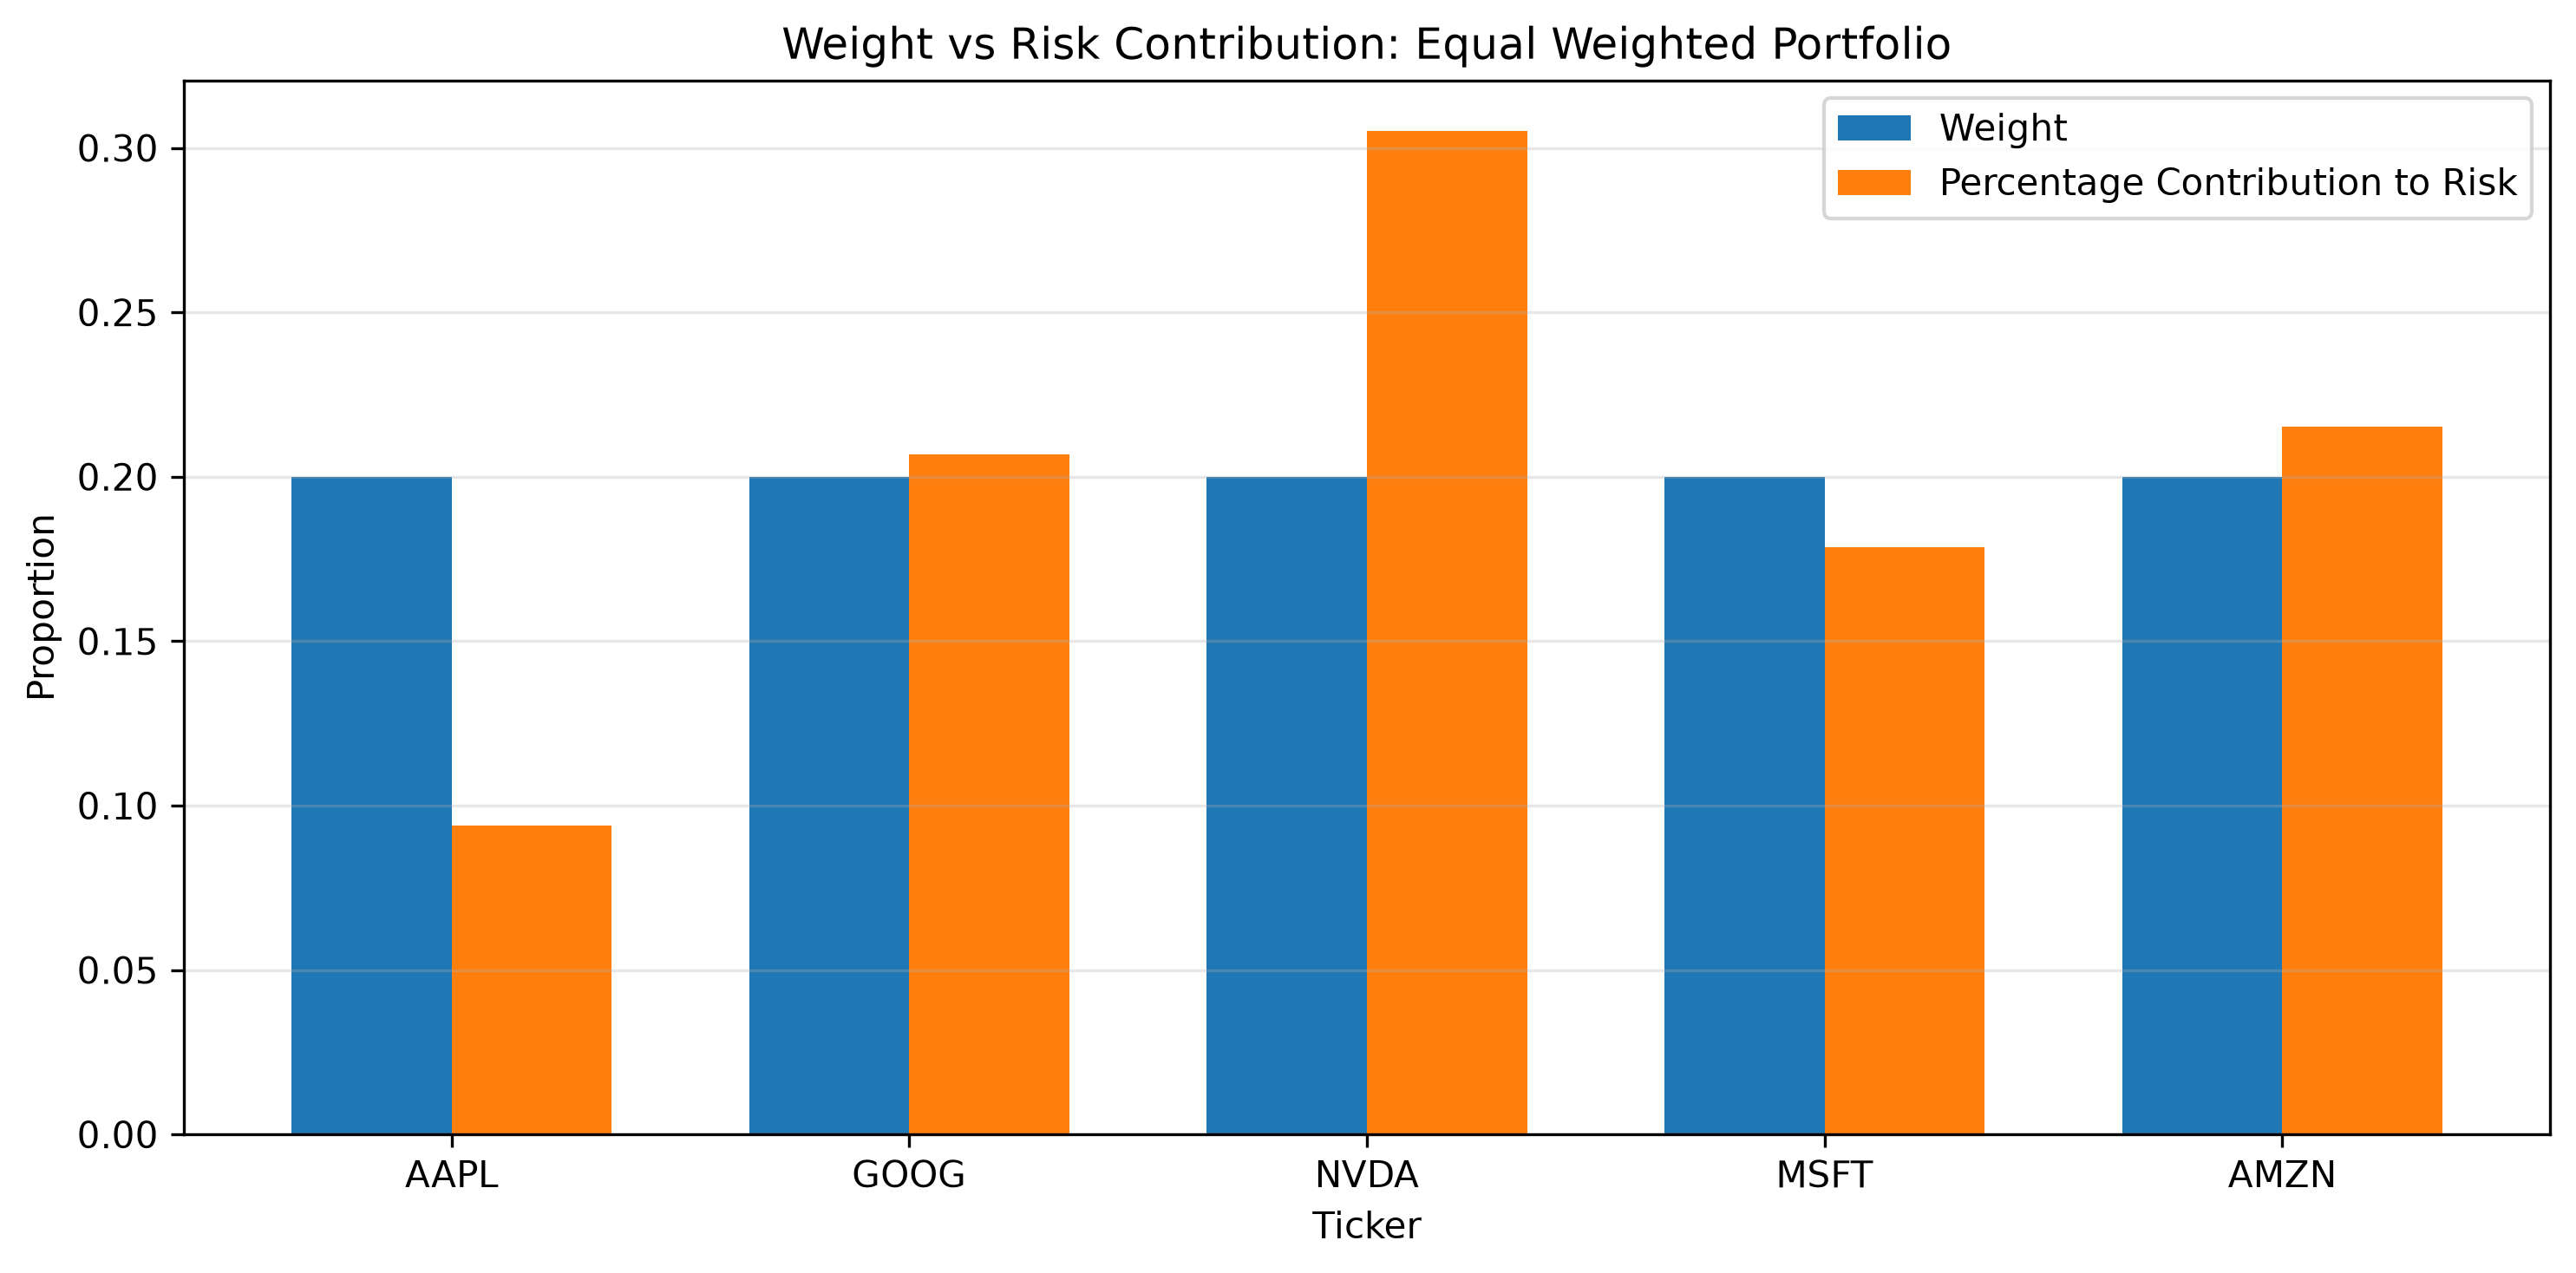 Weight vs Risk Contribution: Equal Weighted Portfolio
Weight
Percentage Contribution to Risk
Proportion
0.30
0.25
0.20
0.15
0.10
0.05
0.00
AAPL GOOG NVDA MSFT AMZN
Ticker